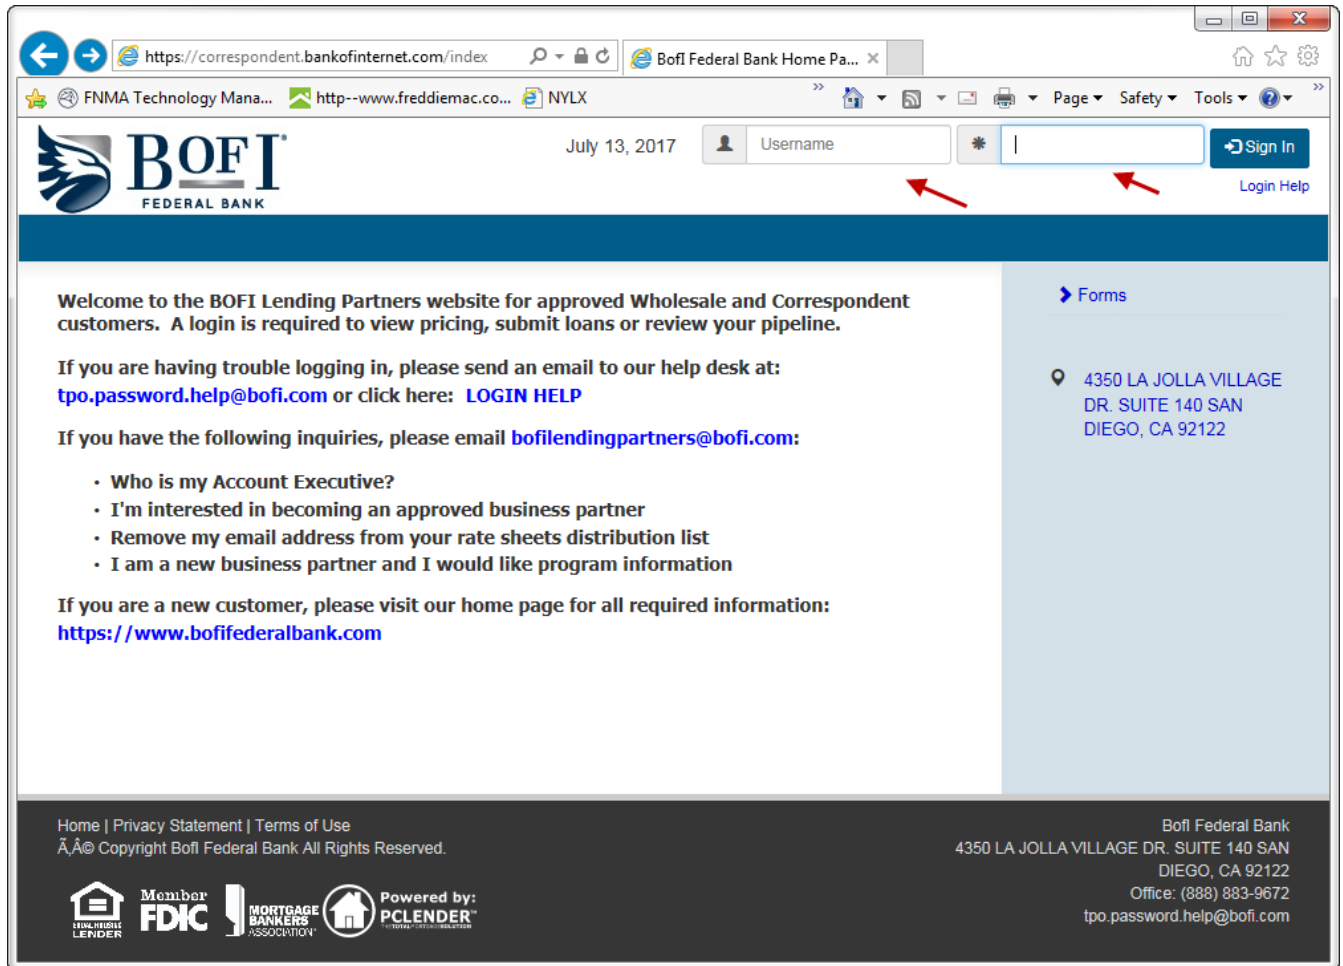 https://correspondent.bankofinternet.com/index
BofI Federal Bank Home Pa...
FNMA Technology Mana...
http--www.freddiemac.co...
NYLX
Page
Safety
Tools
BOFI
FEDERAL BANK
July 13, 2017
Username
Sign In
Login Help
Welcome to the BOFI Lending Partners website for approved Wholesale and Correspondent
customers. A login is required to view pricing, submit loans or review your pipeline.
If you are having trouble logging in, please send an email to our help desk at:
tpo.password.help@bofi.com or click here: LOGIN HELP
If you have the following inquiries, please email bofilendingpartners@bofi.com:
• Who is my Account Executive?
• I'm interested in becoming an approved business partner
• Remove my email address from your rate sheets distribution list
• I am a new business partner and I would like program information
If you are a new customer, please visit our home page for all required information:
https://www.bofifederalbank.com
Forms
4350 LA JOLLA VILLAGE
DR. SUITE 140 SAN
DIEGO, CA 92122
Home | Privacy Statement | Terms of Use
Ã,Â© Copyright BofI Federal Bank All Rights Reserved.
EQUAL HOUSING
LENDER
Member
FDIC
MORTGAGE
BANKERS
ASSOCIATION
Powered by:
PCLENDER™
THE TOTAL MORTGAGE SOLUTION
BofI Federal Bank
4350 LA JOLLA VILLAGE DR. SUITE 140 SAN
DIEGO, CA 92122
Office: (888) 883-9672
tpo.password.help@bofi.com